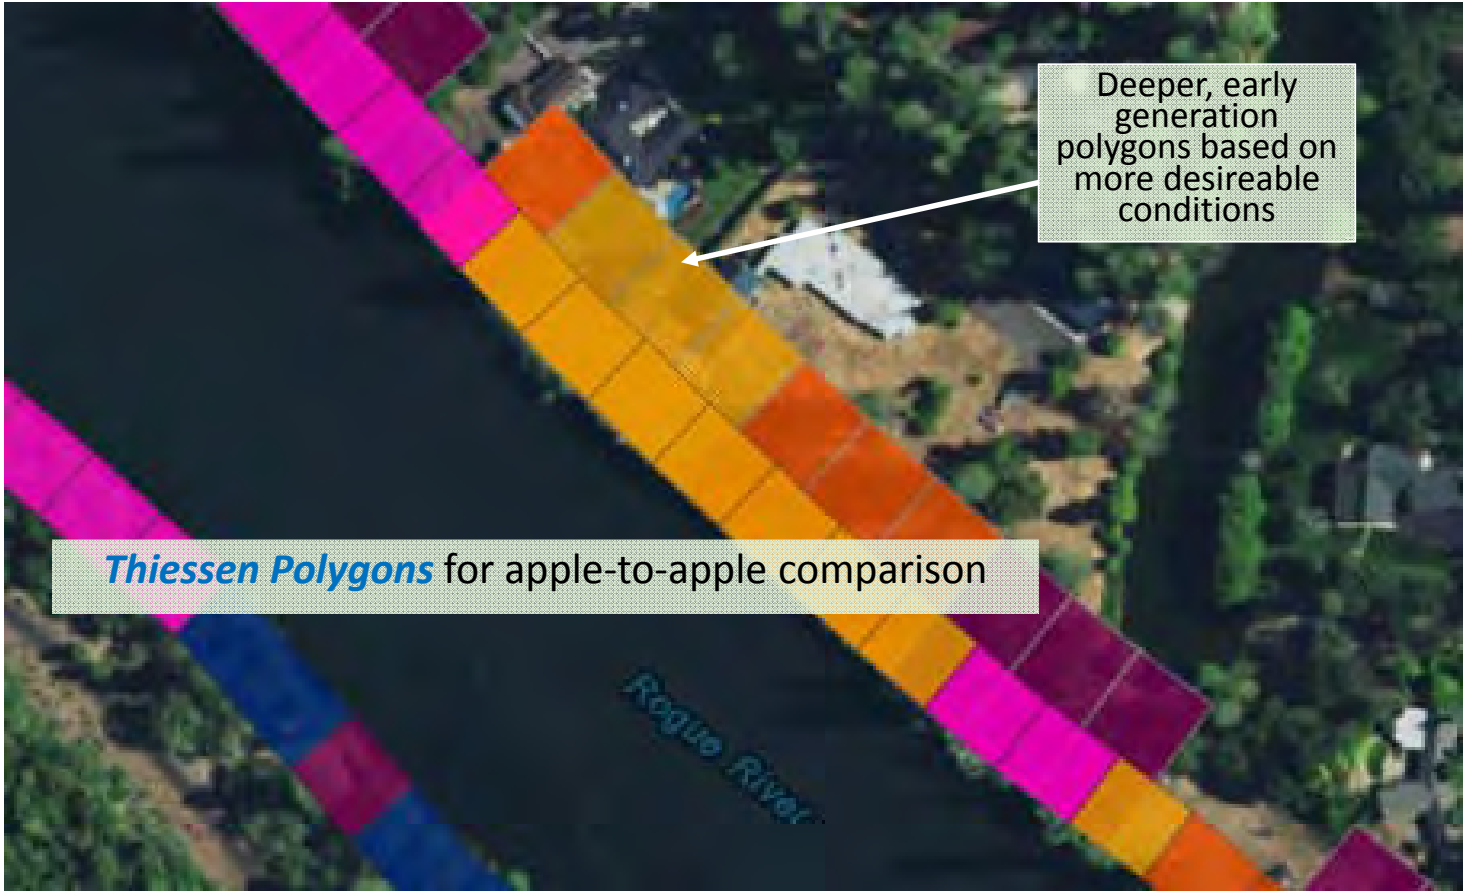 Deeper, early
generation
polygons based on
more desireable
conditions
Thiessen Polygons for apple-to-apple comparison
Rogue River